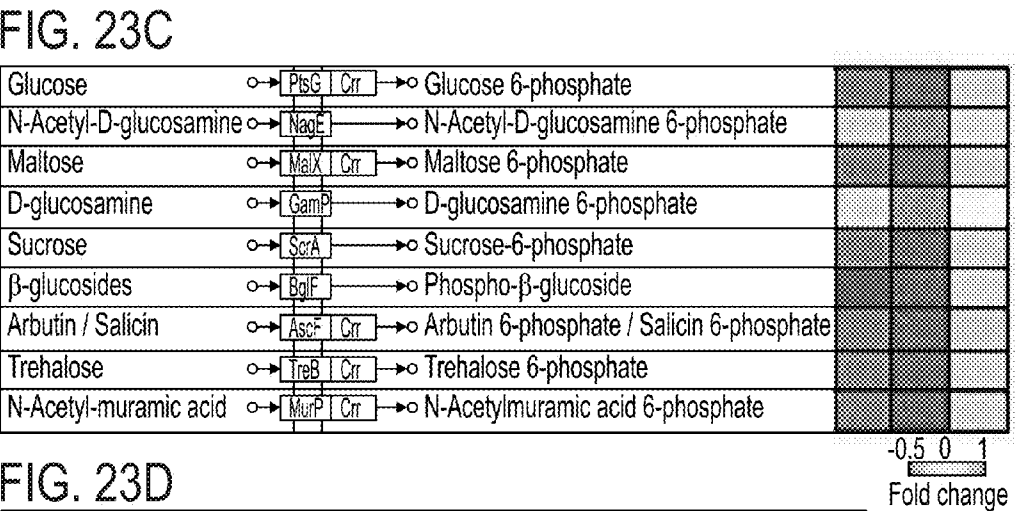 FIG. 23C
Glucose PtsG Crr Glucose 6-phosphate
N-Acetyl-D-glucosamine NagE N-Acetyl-D-glucosamine 6-phosphate
Maltose MalX Crr Maltose 6-phosphate
D-glucosamine GamP D-glucosamine 6-phosphate
Sucrose ScrA Sucrose-6-phosphate
β-glucosides BglF Phospho-β-glucoside
Arbutin / Salicin AscF Crr Arbutin 6-phosphate / Salicin 6-phosphate
Trehalose TreB Crr Trehalose 6-phosphate
N-Acetyl-muramic acid MurP Crr N-Acetylmuramic acid 6-phosphate
-0.5 0 1
Fold change
FIG. 23D